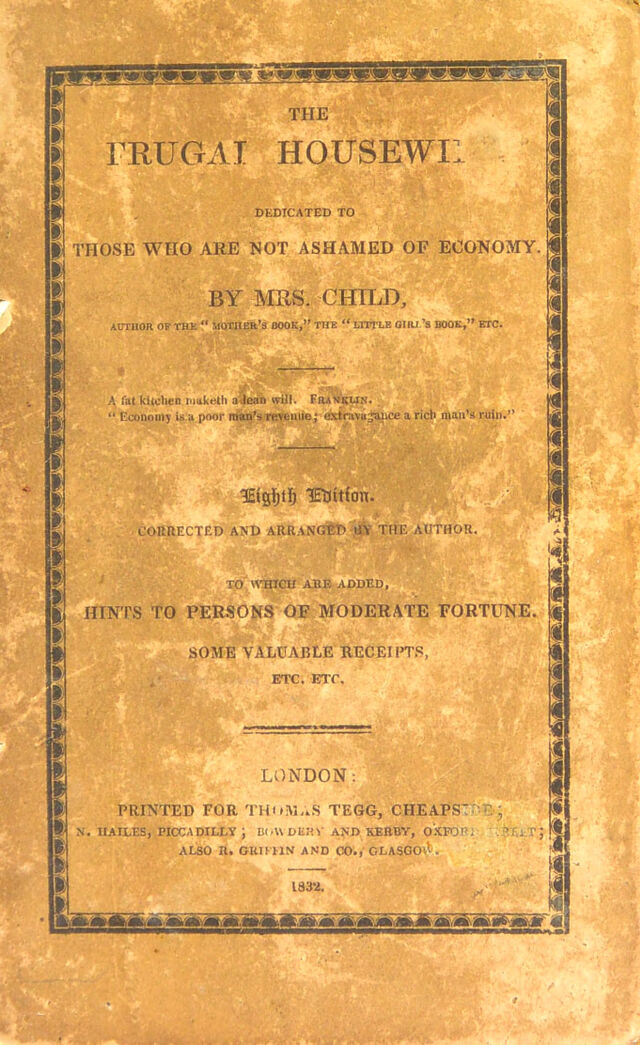 THE
FRUGAL HOUSEWI
DEDICATED TO
THOSE WHO ARE NOT ASHAMED OF ECONOMY.
BY MRS. CHILD,
AUTHOR OF THE “ MOTHER’S BOOK,” THE “ LITTLE GIRL’S BOOK,” ETC.
A fat kitchen maketh a lean will. FRANKLIN.
“ Economy is a poor man’s revenue; extravagance a rich man’s ruin.”
Eighth Edition.
CORRECTED AND ARRANGED BY THE AUTHOR.
TO WHICH ARE ADDED,
HINTS TO PERSONS OF MODERATE FORTUNE.
SOME VALUABLE RECEIPTS,
ETC. ETC.
LONDON:
PRINTED FOR THOMAS TEGG, CHEAPSIDE;
N. HAILES, PICCADILLY; BOWDERY AND KERBY, OXFORD STREET;
ALSO R. GRIFFIN AND CO., GLASGOW.
1832.